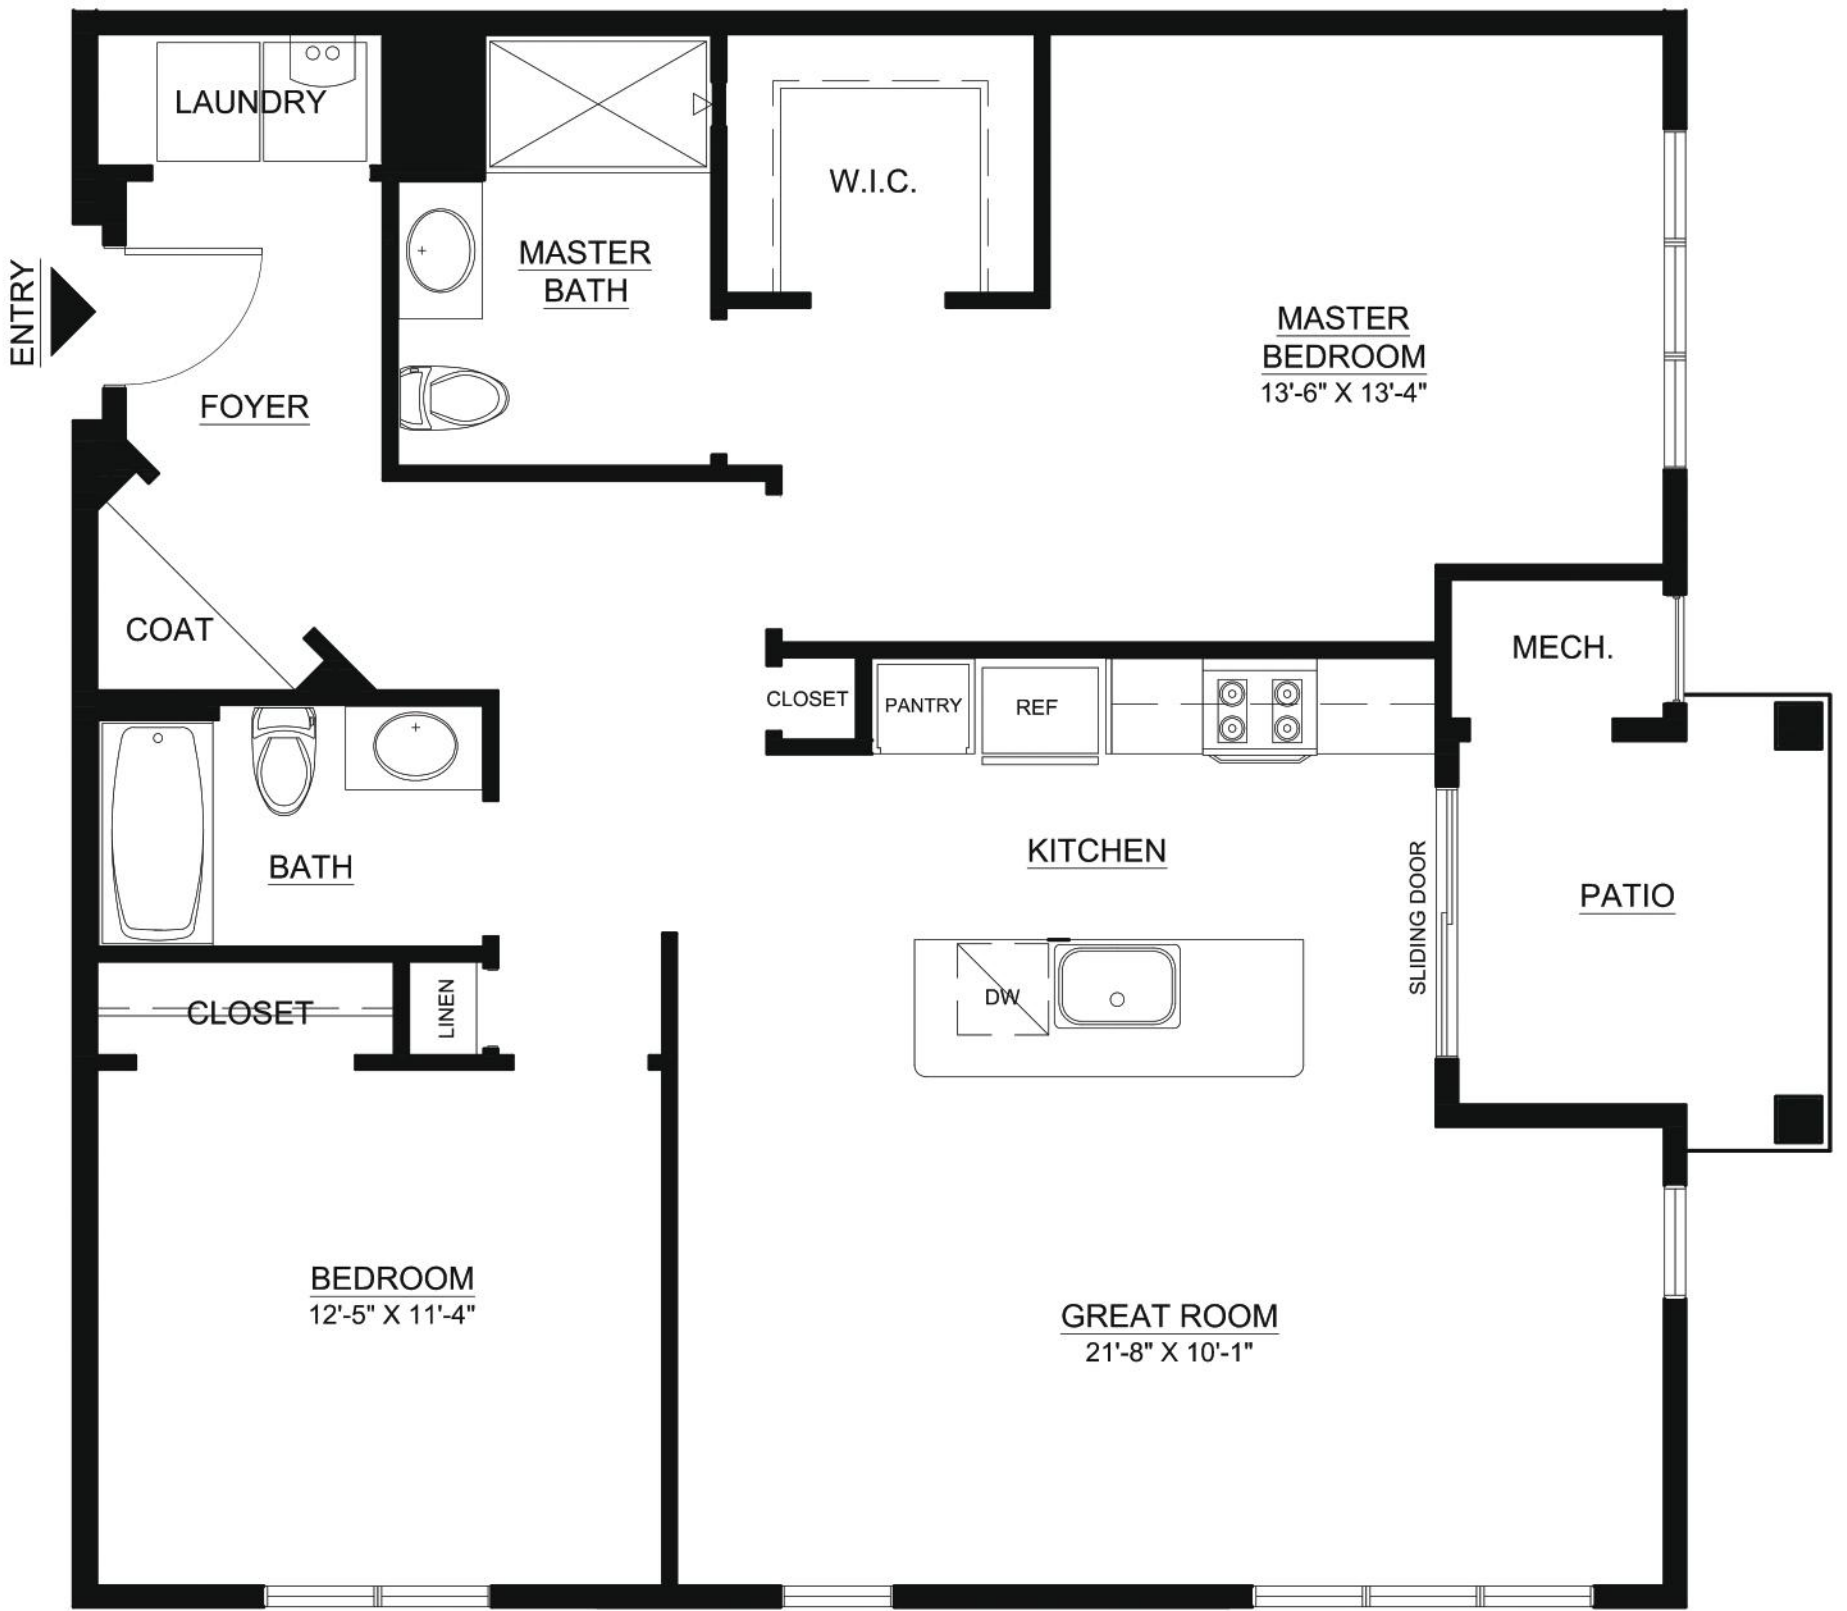 LAUNDRY
W.I.C.
MASTER
BATH
ENTRY
MASTER
BEDROOM
13'-6" X 13'-4"
FOYER
COAT
MECH.
CLOSET
PANTRY
REF
KITCHEN
BATH
SLIDING DOOR
PATIO
DW
CLOSET
LINEN
BEDROOM
12'-5" X 11'-4"
GREAT ROOM
21'-8" X 10'-1"